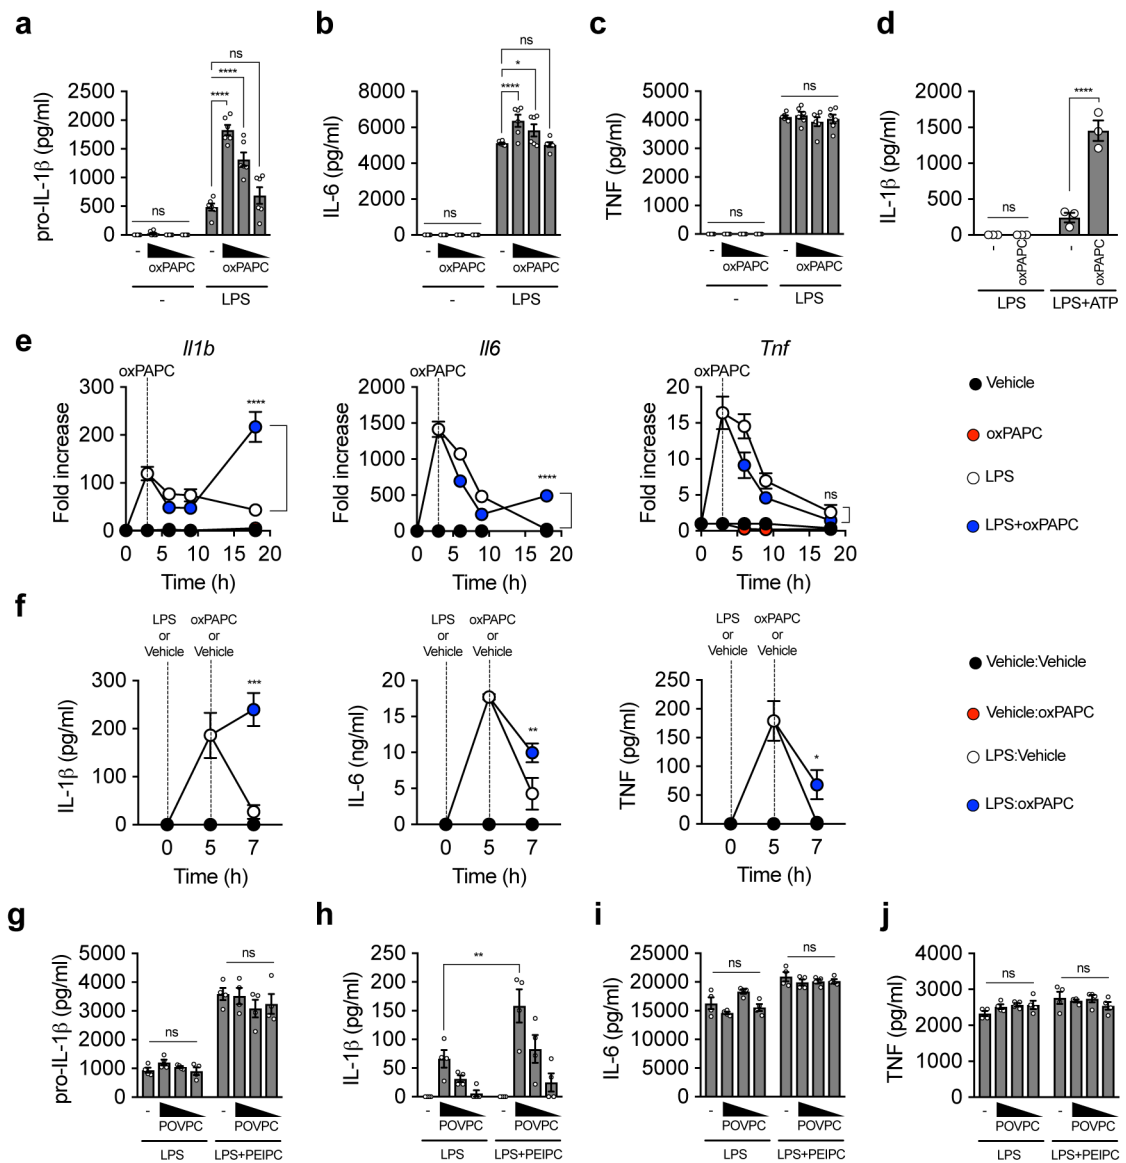 a
pro-IL-1β (pg/ml)
2500
2000
1500
1000
500
0
ns
ns
****
****
- oxPAPC - oxPAPC
- LPS
b
IL-6 (pg/ml)
8000
6000
4000
2000
0
ns
ns
*
****
- oxPAPC - oxPAPC
- LPS
c
TNF (pg/ml)
5000
4000
3000
2000
1000
0
ns
ns
- oxPAPC - oxPAPC
- LPS
d
IL-1β (pg/ml)
2000
1500
1000
500
0
ns
****
- oxPAPC - oxPAPC
LPS LPS+ATP
e
Il1b
oxPAPC
Fold increase
300
200
100
0
****
0 5 10 15 20
Time (h)
Il6
oxPAPC
Fold increase
2000
1500
1000
500
0
****
0 5 10 15 20
Time (h)
Tnf
oxPAPC
Fold increase
20
15
10
5
0
ns
0 5 10 15 20
Time (h)
Vehicle
oxPAPC
LPS
LPS+oxPAPC
f
LPS or Vehicle
oxPAPC or Vehicle
IL-1β (pg/ml)
300
200
100
0
***
0 5 7
Time (h)
LPS or Vehicle
oxPAPC or Vehicle
IL-6 (ng/ml)
20
15
10
5
0
**
0 5 7
Time (h)
LPS or Vehicle
oxPAPC or Vehicle
TNF (pg/ml)
250
200
150
100
50
0
*
0 5 7
Time (h)
Vehicle:Vehicle
Vehicle:oxPAPC
LPS:Vehicle
LPS:oxPAPC
g
pro-IL-1β (pg/ml)
5000
4000
3000
2000
1000
0
ns
ns
- POVPC - POVPC
LPS LPS+PEIPC
h
IL-1β (pg/ml)
250
200
150
100
50
0
**
- POVPC - POVPC
LPS LPS+PEIPC
i
IL-6 (pg/ml)
25000
20000
15000
10000
5000
0
ns
ns
- POVPC - POVPC
LPS LPS+PEIPC
j
TNF (pg/ml)
4000
3000
2000
1000
0
ns
ns
- POVPC - POVPC
LPS LPS+PEIPC